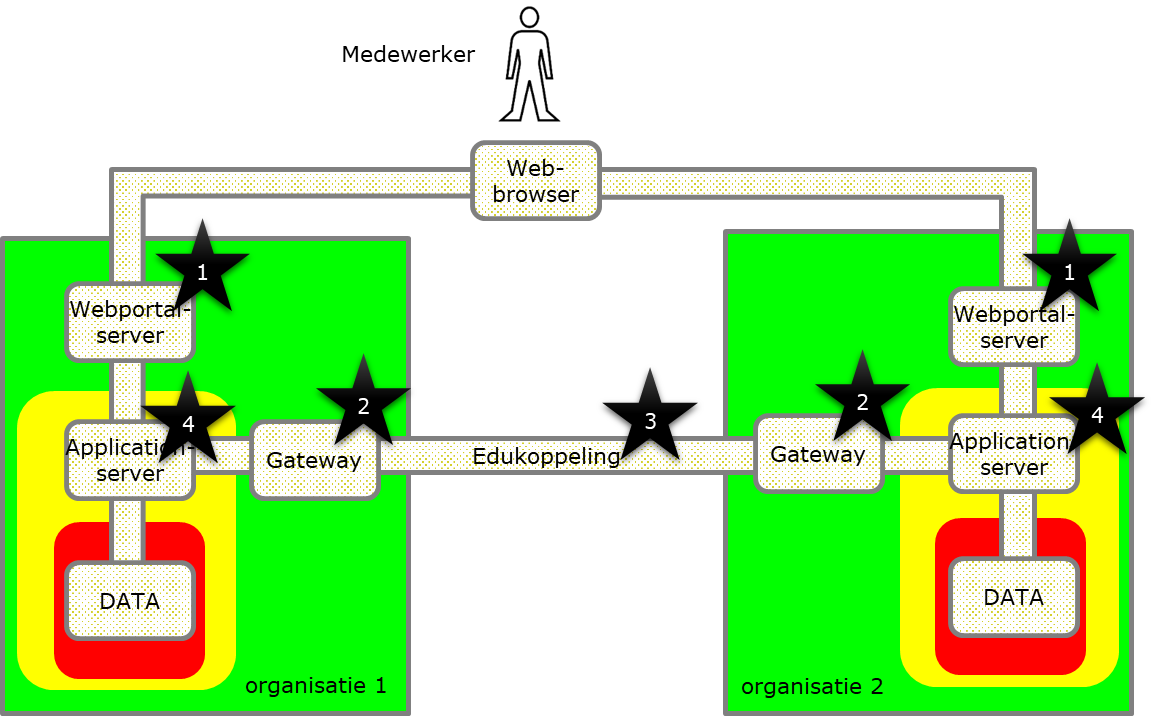 Medewerker
Web-
browser
1
Webportal-
server
1
Webportal-
server
2
4
Application-
server
Gateway
3
Edukoppeling
2
Gateway
4
Application
server
DATA
DATA
organisatie 1
organisatie 2